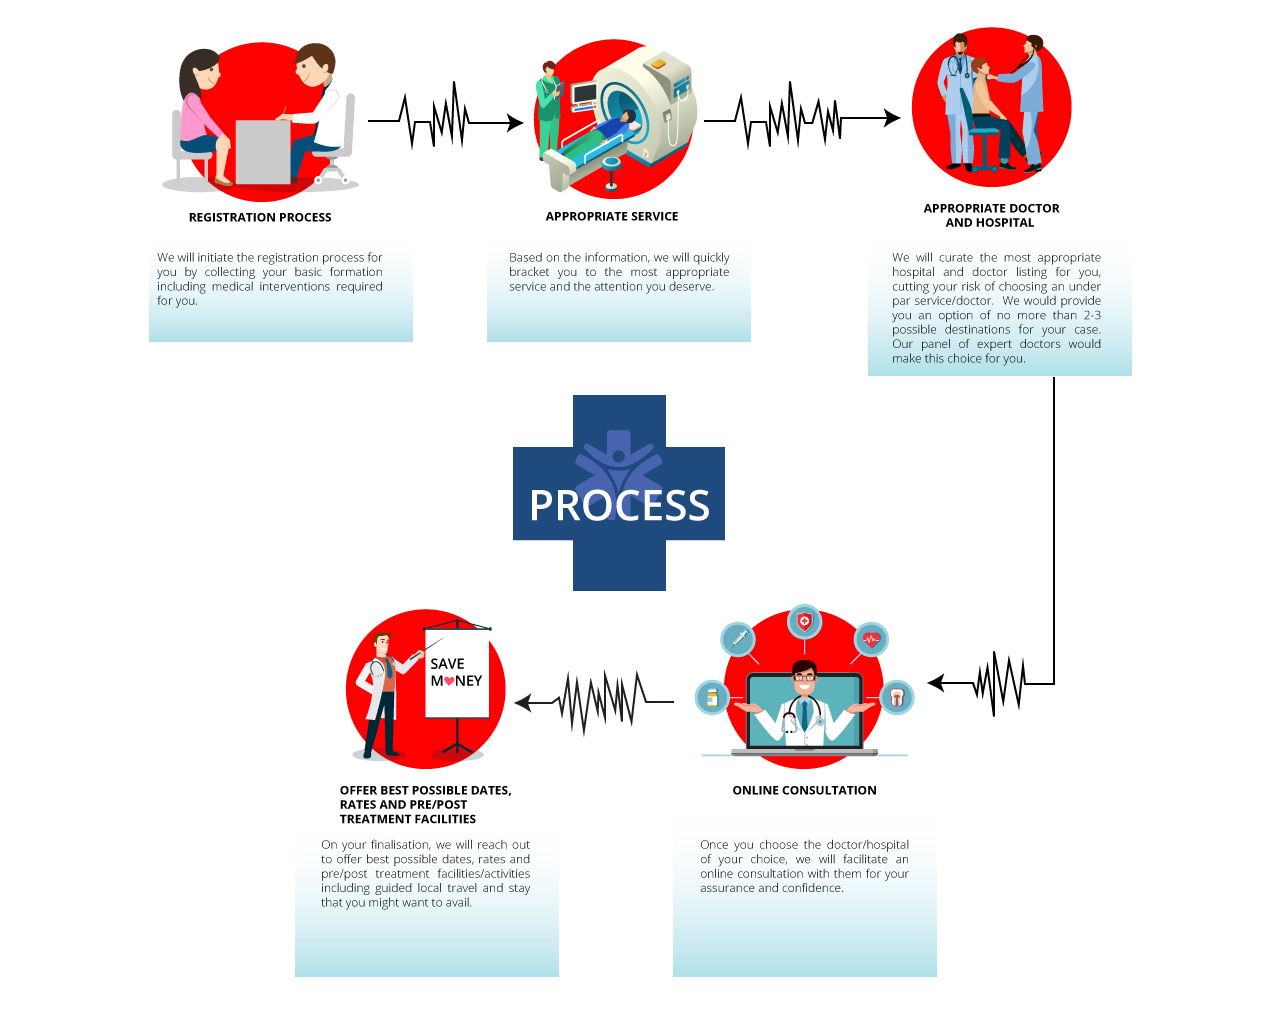 REGISTRATION PROCESS
We will initiate the registration process for
you by collecting your basic formation
including medical interventions required
for you.
APPROPRIATE SERVICE
Based on the information, we will quickly
bracket you to the most appropriate
service and the attention you deserve.
APPROPRIATE DOCTOR
AND HOSPITAL
We will curate the most appropriate
hospital and doctor listing for you,
cutting your risk of choosing an under
par service/doctor. We would provide
you an option of no more than 2-3
possible destinations for your case.
Our panel of expert doctors would
make this choice for you.
PROCESS
SAVE
M♥NEY
OFFER BEST POSSIBLE DATES,
RATES AND PRE/POST
TREATMENT FACILITIES
On your finalisation, we will reach out
to offer best possible dates, rates and
pre/post treatment facilities/activities
including guided local travel and stay
that you might want to avail.
ONLINE CONSULTATION
Once you choose the doctor/hospital
of your choice, we will facilitate an
online consultation with them for your
assurance and confidence.